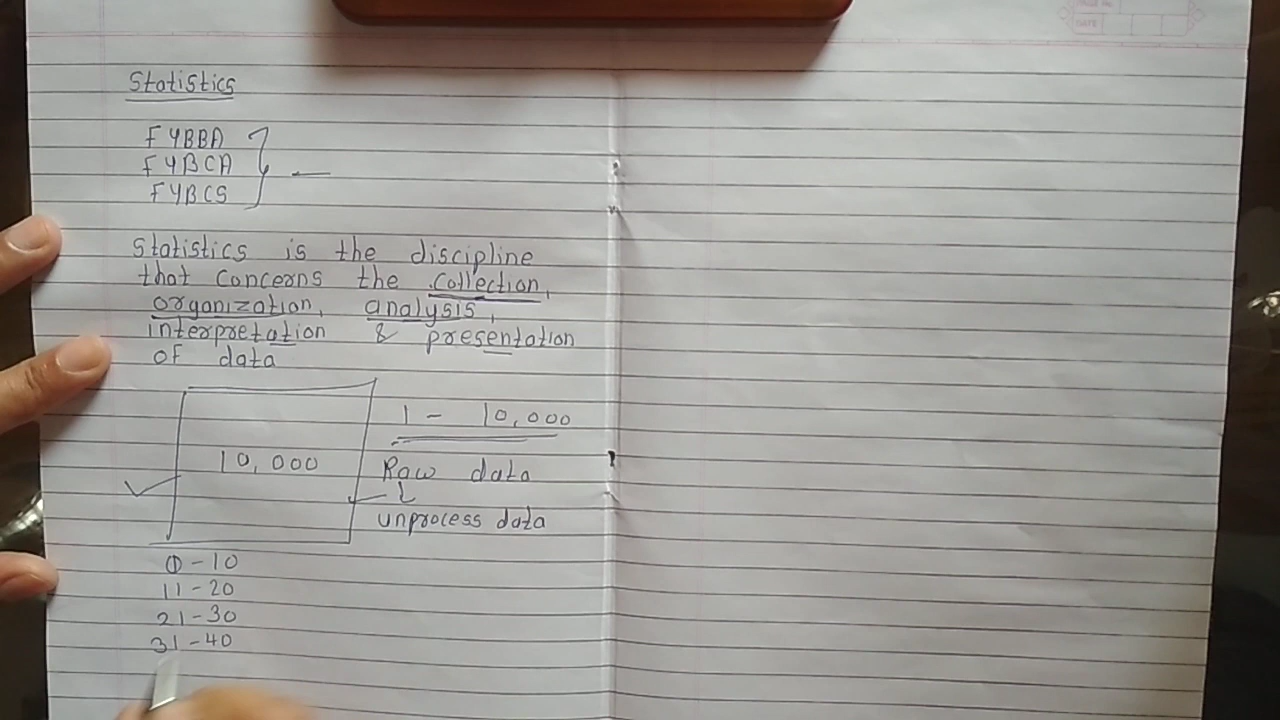 Statistics
FYBBA
FYBCA
FYBCS
Statistics is the discipline
that concerns the collection,
organization, analysis,
interpretation & presentation
of data
10,000
1 - 10,000
Raw data
unprocess data
1 - 10
11 - 20
21 - 30
31 - 40
DATE